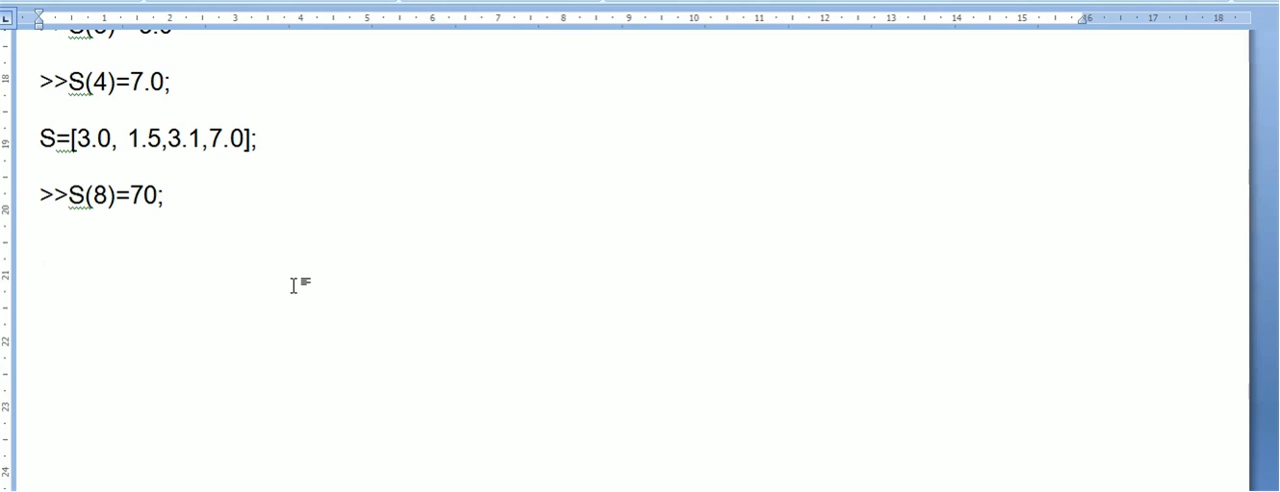 >>S(4)=7.0;
S=[3.0, 1.5,3.1,7.0];
>>S(8)=70;